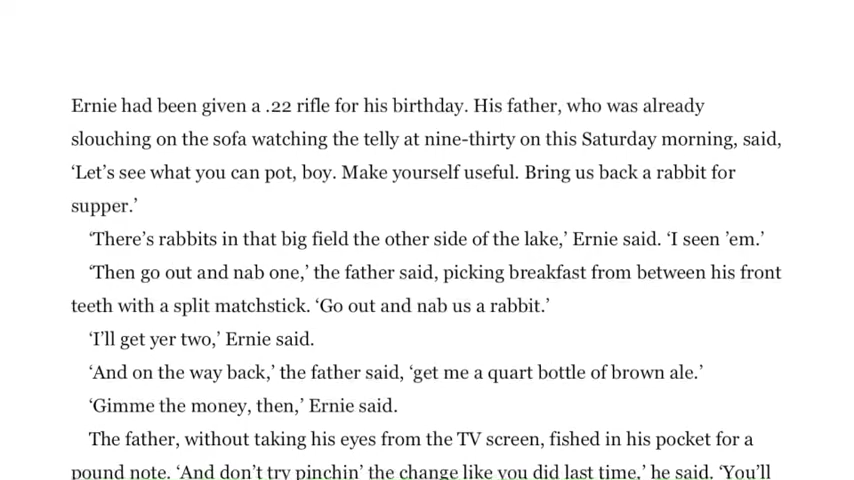 Ernie had been given a .22 rifle for his birthday. His father, who was already
slouching on the sofa watching the telly at nine-thirty on this Saturday morning, said,
‘Let’s see what you can pot, boy. Make yourself useful. Bring us back a rabbit for
supper.’
‘There’s rabbits in that big field the other side of the lake,’ Ernie said. ‘I seen ’em.’
‘Then go out and nab one,’ the father said, picking breakfast from between his front
teeth with a split matchstick. ‘Go out and nab us a rabbit.’
‘I’ll get yer two,’ Ernie said.
‘And on the way back,’ the father said, ‘get me a quart bottle of brown ale.’
‘Gimme the money, then,’ Ernie said.
The father, without taking his eyes from the TV screen, fished in his pocket for a
pound note. ‘And don’t try pinchin’ the change like you did last time,’ he said. ‘You’ll